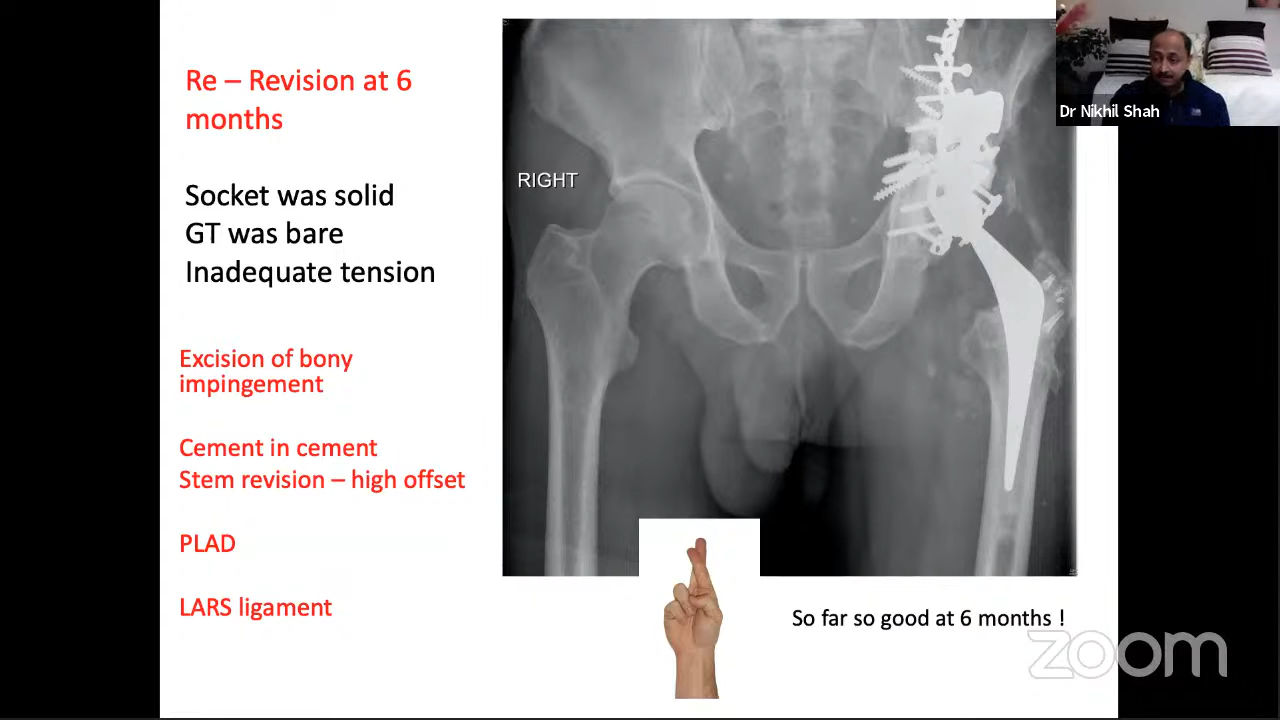 Re – Revision at 6
months
Socket was solid
GT was bare
Inadequate tension
Excision of bony
impingement
Cement in cement
Stem revision – high offset
PLAD
LARS ligament
RIGHT
Dr Nikhil Shah
So far so good at 6 months !
zoom